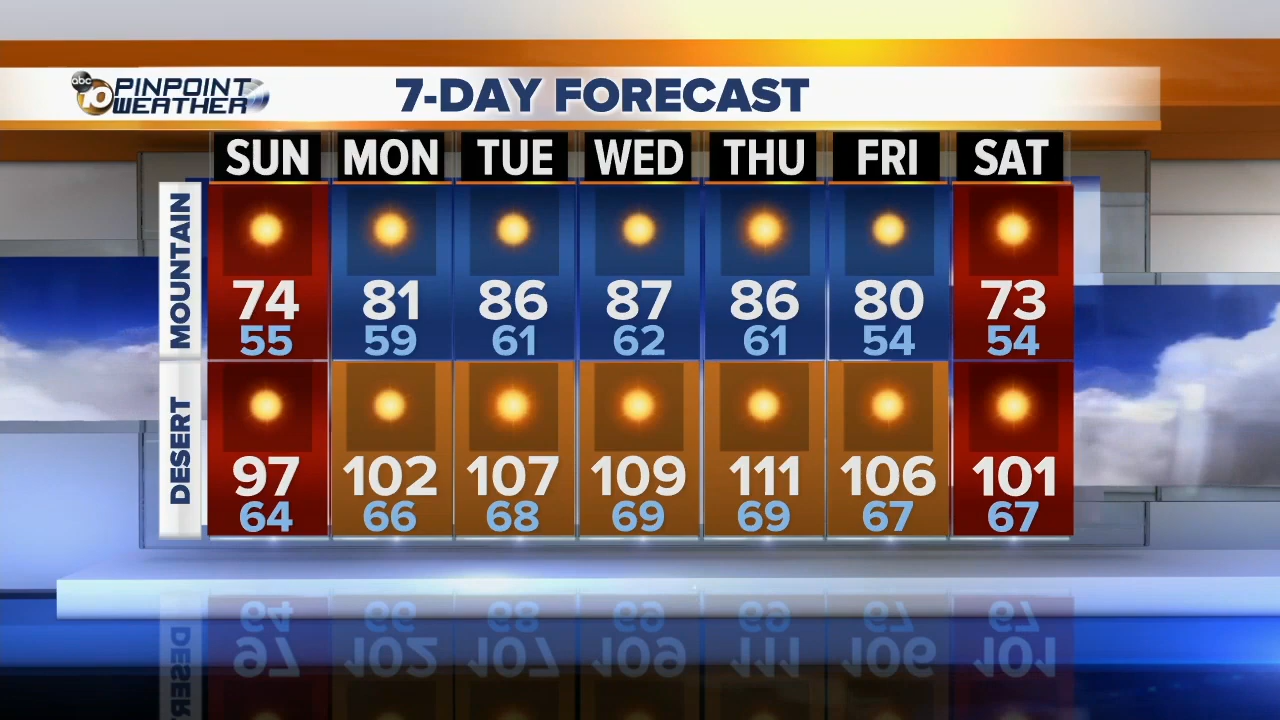 abc 10 PINPOINT WEATHER
7-DAY FORECAST
SUN MON TUE WED THU FRI SAT
MOUNTAIN
74 81 86 87 86 80 73
55 59 61 62 61 54 54
DESERT
97 102 107 109 111 106 101
64 66 68 69 69 67 67